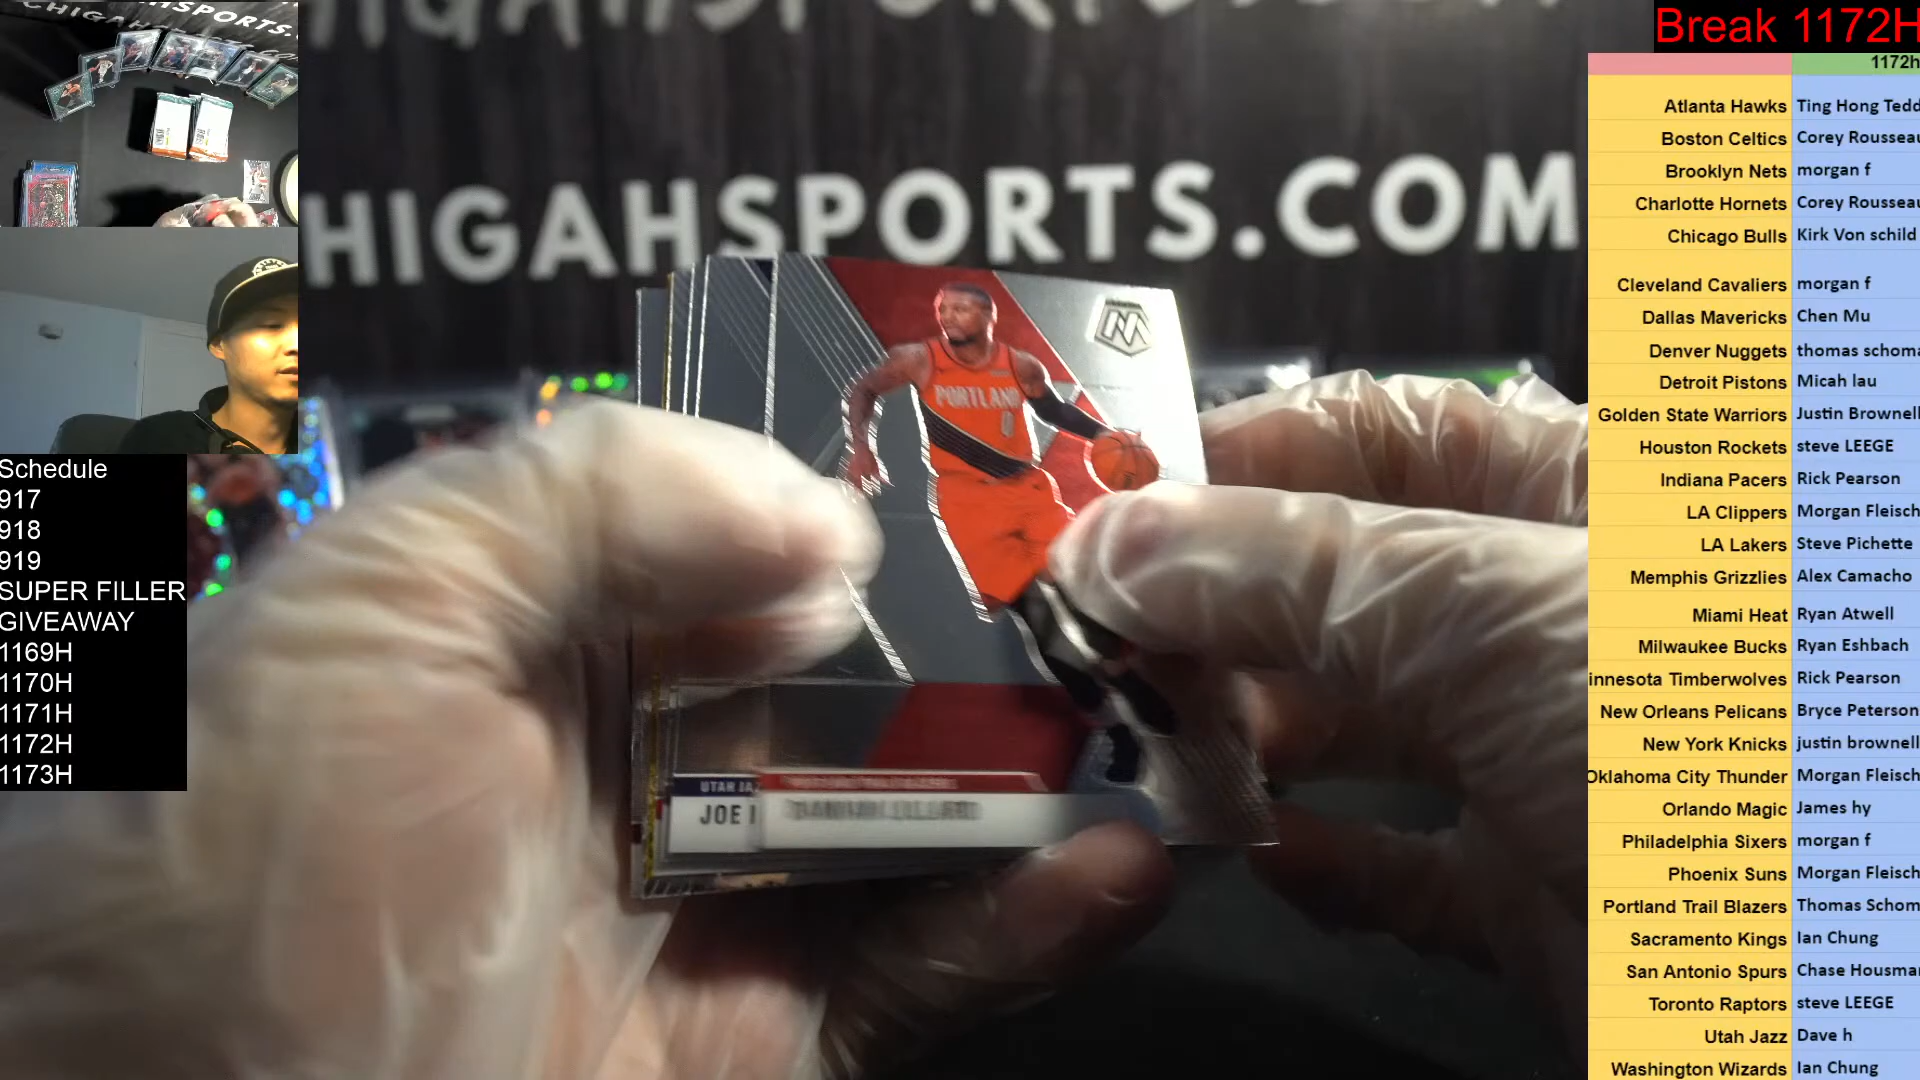 CHIGAHSPORTS.
HIGAHSPORTS.COM
Break 1172H
1172h
Atlanta Hawks Ting Hong Tedd
Boston Celtics Corey Rousseau
Brooklyn Nets morgan f
Charlotte Hornets Corey Rousseau
Chicago Bulls Kirk Von schild
Cleveland Cavaliers morgan f
Dallas Mavericks Chen Mu
Denver Nuggets thomas schoma
Detroit Pistons Micah lau
Golden State Warriors Justin Brownell
Houston Rockets steve LEEGE
Indiana Pacers Rick Pearson
LA Clippers Morgan Fleisch
LA Lakers Steve Pichette
Memphis Grizzlies Alex Camacho
Miami Heat Ryan Atwell
Milwaukee Bucks Ryan Eshbach
innesota Timberwolves Rick Pearson
New Orleans Pelicans Bryce Peterson
New York Knicks justin brownell
Oklahoma City Thunder Morgan Fleisch
Orlando Magic James hy
Philadelphia Sixers morgan f
Phoenix Suns Morgan Fleisch
Portland Trail Blazers Thomas Schom
Sacramento Kings Ian Chung
San Antonio Spurs Chase Housma
Toronto Raptors steve LEEGE
Utah Jazz Dave h
Washington Wizards Ian Chung
Schedule
917
918
919
SUPER FILLER
GIVEAWAY
1169H
1170H
1171H
1172H
1173H
PORTLAND
0
UTAH JA
JOE I
DAMIAN LILLARD